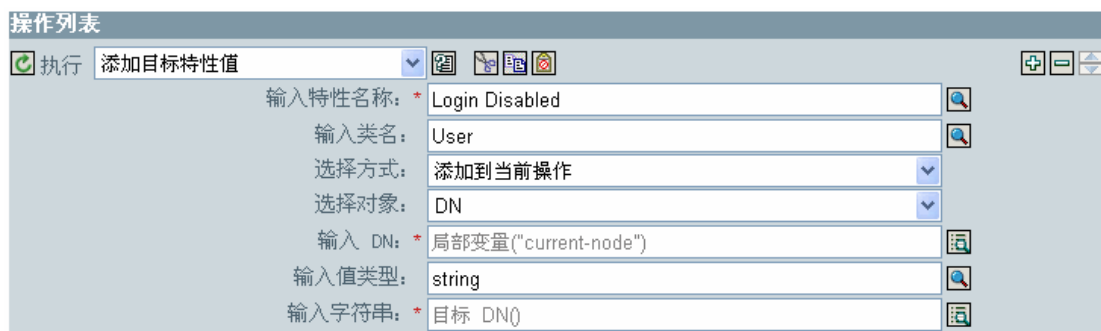 操作列表
执行 添加目标特性值
输入特性名称：* Login Disabled
输入类名： User
选择方式： 添加到当前操作
选择对象： DN
输入 DN：* 局部变量("current-node")
输入值类型： string
输入字符串：* 目标 DN()